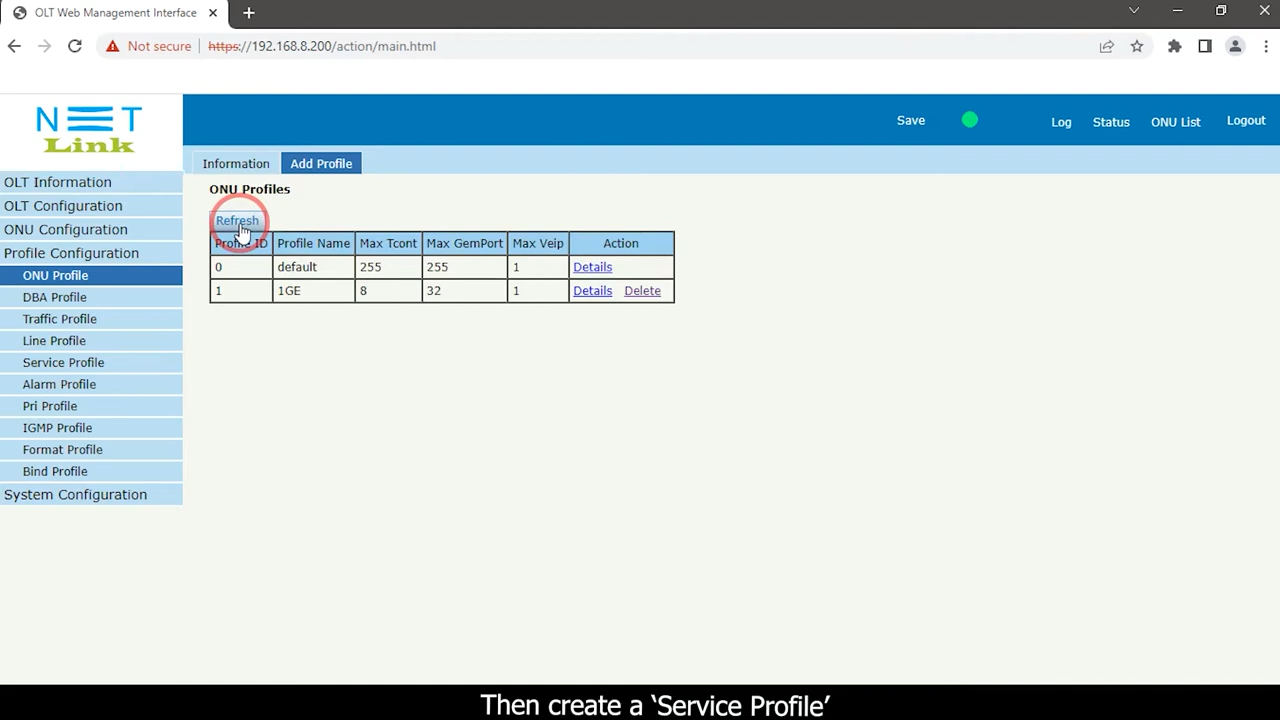 OLT Web Management Interface
Not secure https://192.168.8.200/action/main.html
NET
Link
Save
Log
Status
ONU List
Logout
Information
Add Profile
OLT Information
OLT Configuration
ONU Configuration
Profile Configuration
ONU Profile
DBA Profile
Traffic Profile
Line Profile
Service Profile
Alarm Profile
Pri Profile
IGMP Profile
Format Profile
Bind Profile
System Configuration
ONU Profiles
Refresh
Profile ID Profile Name Max Tcont Max GemPort Max Veip Action
0 default 255 255 1 Details
1 1GE 8 32 1 Details Delete
Then create a ‘Service Profile’